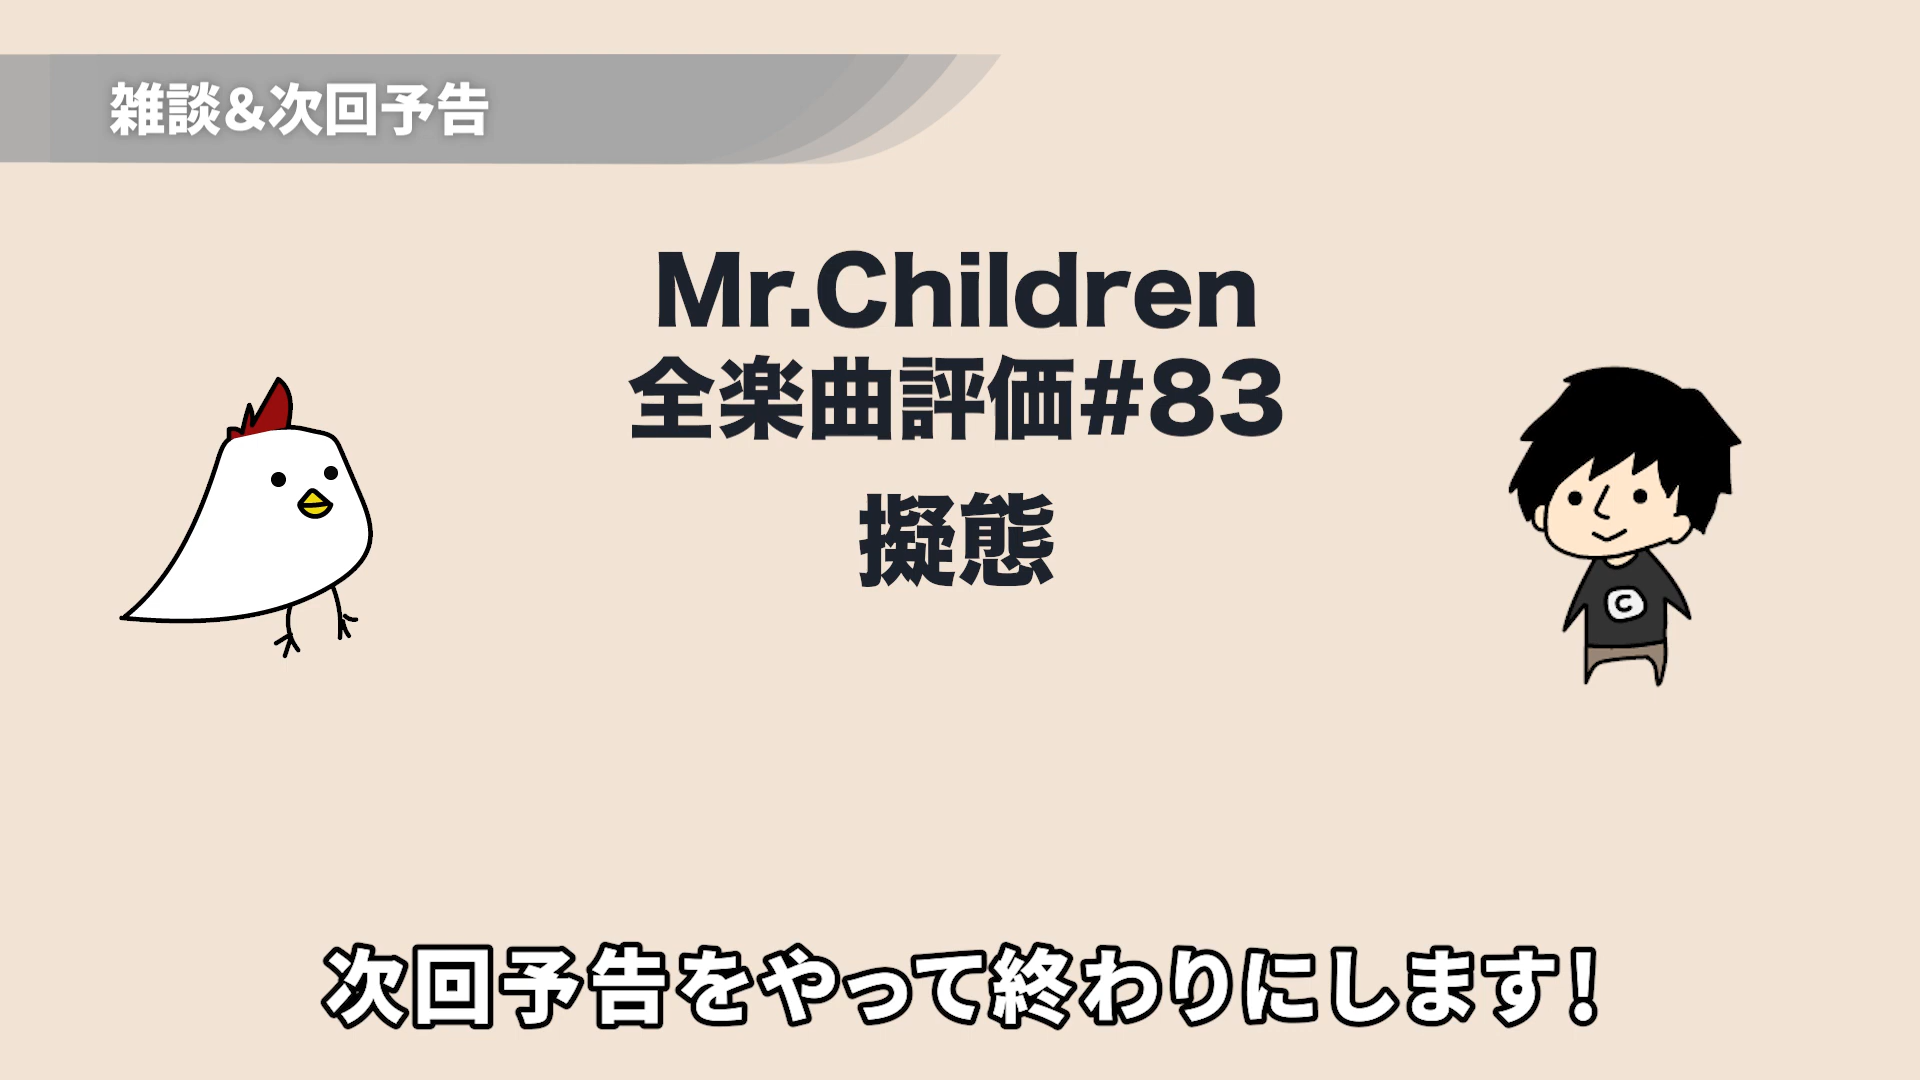 雑談&次回予告
Mr.Children
全楽曲評価#83
擬態
C
次回予告をやって終わりにします!